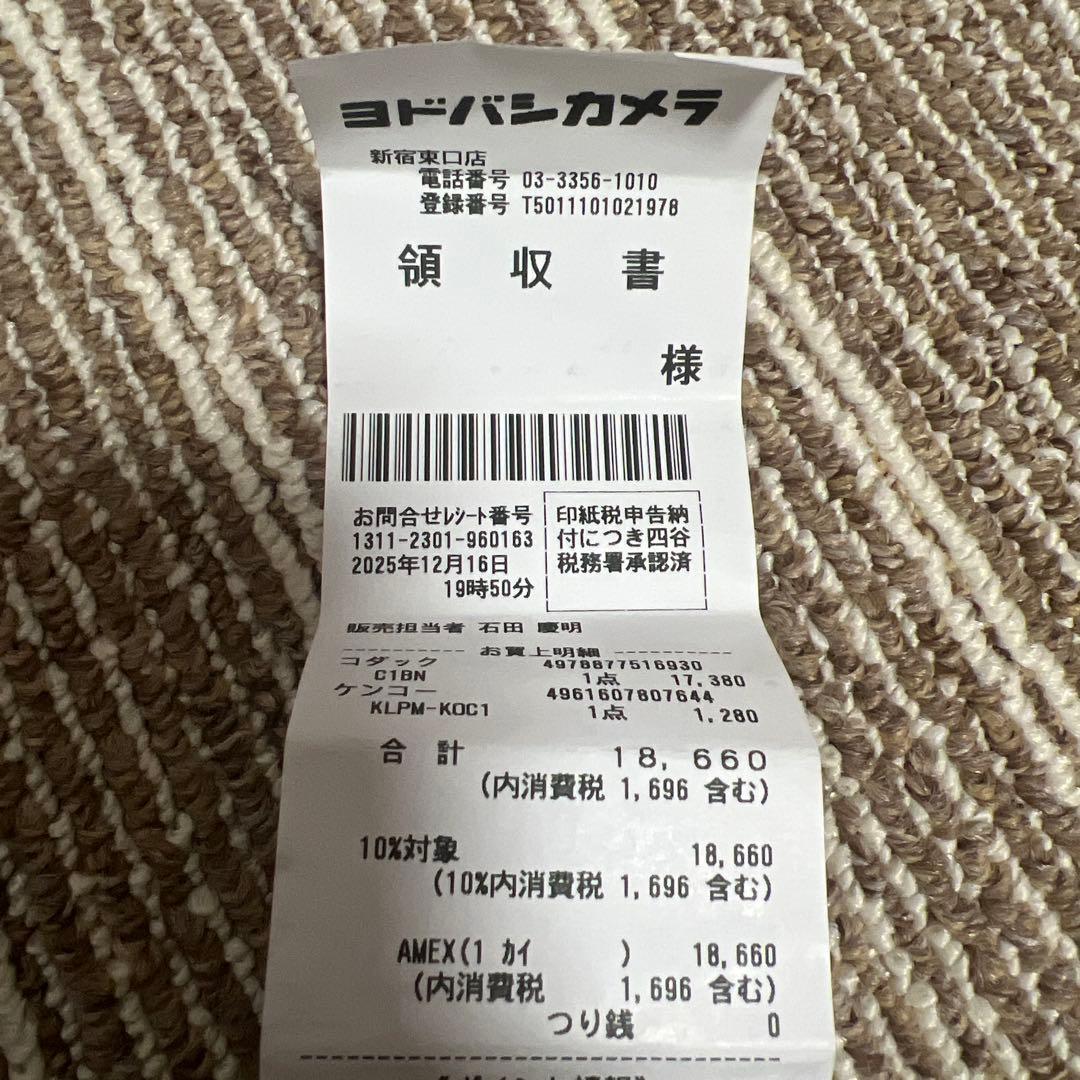 ヨドバシカメラ
新宿東口店
電話番号 03-3356-1010
登録番号 T5011101021978
領 収 書
様
お問合せﾚｼｰﾄ番号
1311-2301-960163
2025年12月16日
19時50分
印紙税申告納
付につき四谷
税務署承認済
販売担当者 石田 慶明
---------- お買上明細 ----------
コダック 4978877516930
C1BN 1点 17,380
ケンコー 4961607807644
KLPM-KOC1 1点 1,280
合 計 18,660
(内消費税 1,696 含む)
10%対象 18,660
(10%内消費税 1,696 含む)
AMEX(1 ｶｲ ) 18,660
(内消費税 1,696 含む)
つり銭 0